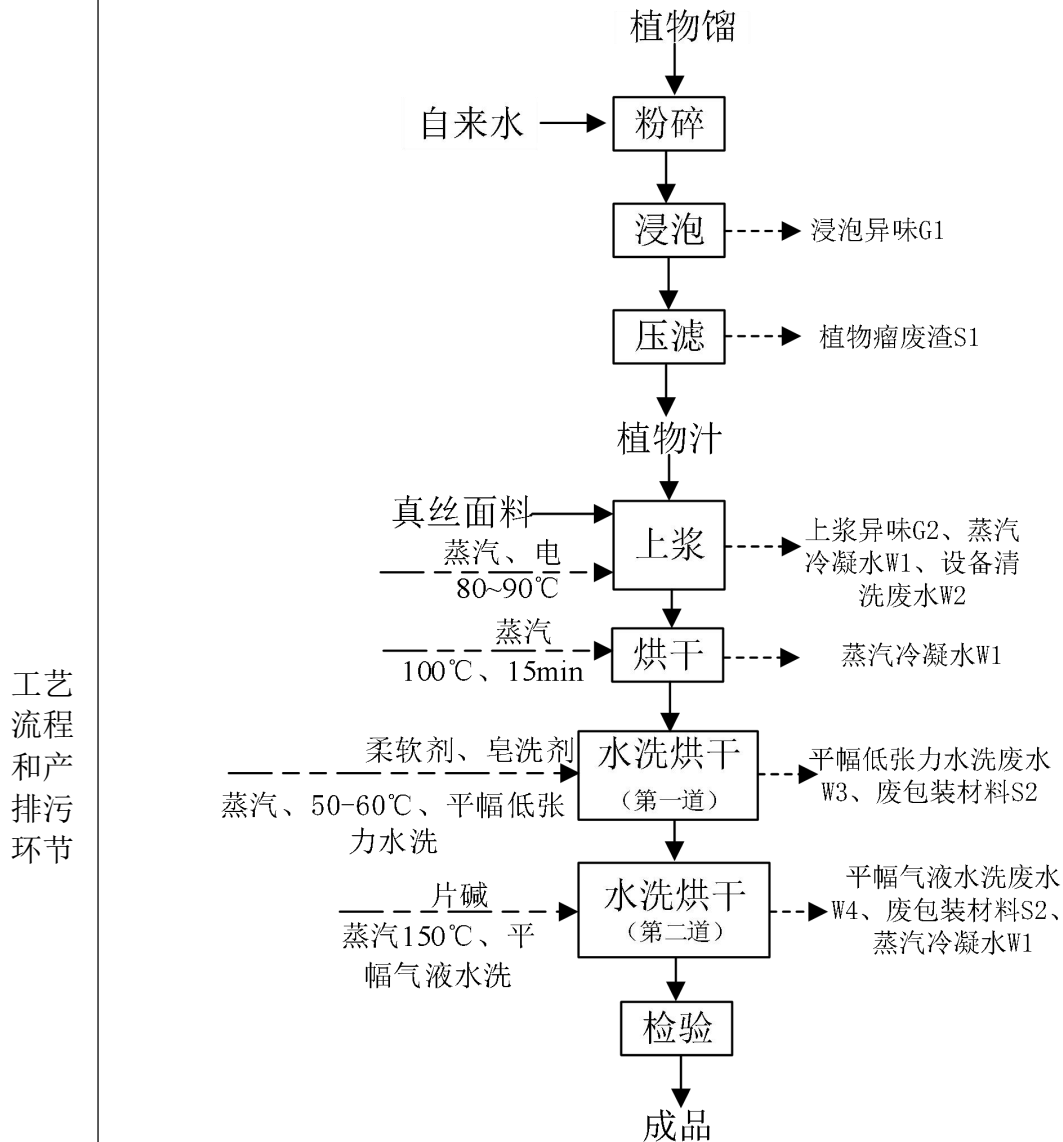 植物馏
自来水
粉碎
浸泡
浸泡异味G1
压滤
植物瘤废渣S1
植物汁
真丝面料
蒸汽、电
80~90℃
上浆
上浆异味G2、蒸汽
冷凝水W1、设备清
洗废水W2
蒸汽
100℃、15min
烘干
蒸汽冷凝水W1
工艺
流程
和产
排污
环节
柔软剂、皂洗剂
蒸汽、50-60℃、平幅低张
力水洗
水洗烘干
（第一道）
平幅低张力水洗废水
W3、废包装材料S2
片碱
蒸汽150℃、平
幅气液水洗
水洗烘干
（第二道）
平幅气液水洗废水
W4、废包装材料S2、
蒸汽冷凝水W1
检验
成品